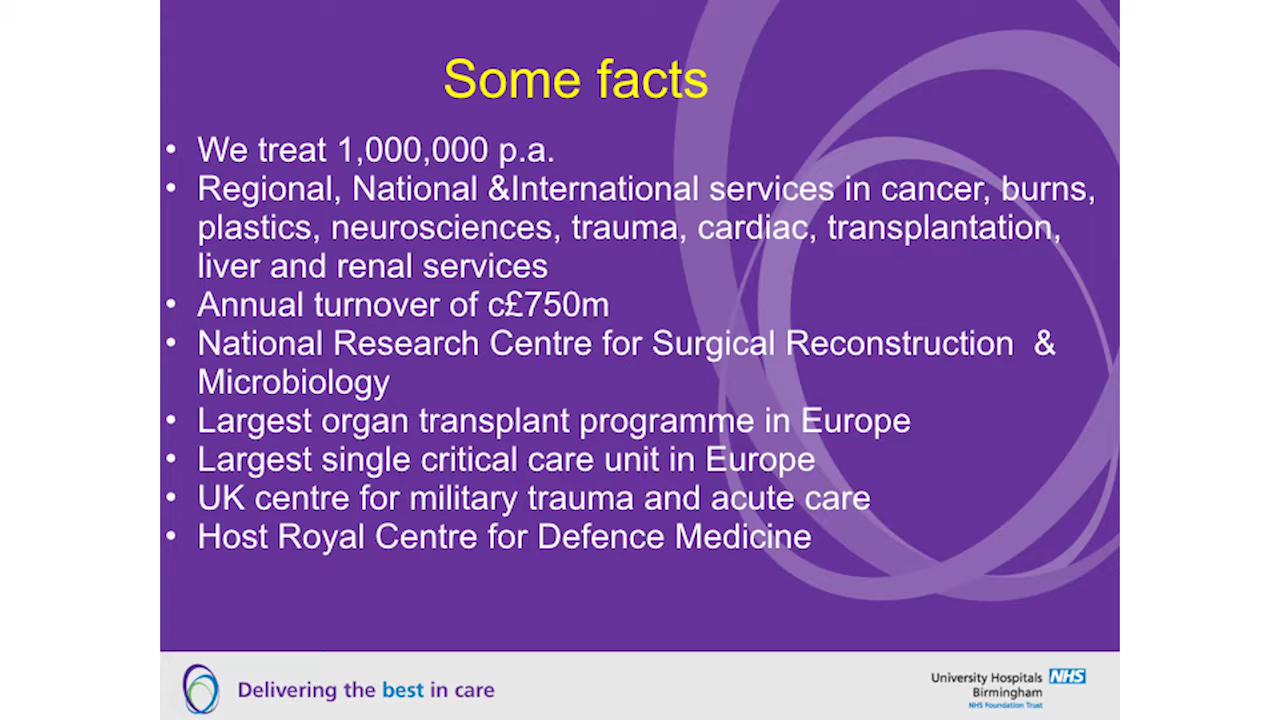 Some facts
• We treat 1,000,000 p.a.
• Regional, National &International services in cancer, burns,
plastics, neurosciences, trauma, cardiac, transplantation,
liver and renal services
• Annual turnover of c£750m
• National Research Centre for Surgical Reconstruction &
Microbiology
• Largest organ transplant programme in Europe
• Largest single critical care unit in Europe
• UK centre for military trauma and acute care
• Host Royal Centre for Defence Medicine
Delivering the best in care
University Hospitals NHS
Birmingham
NHS Foundation Trust